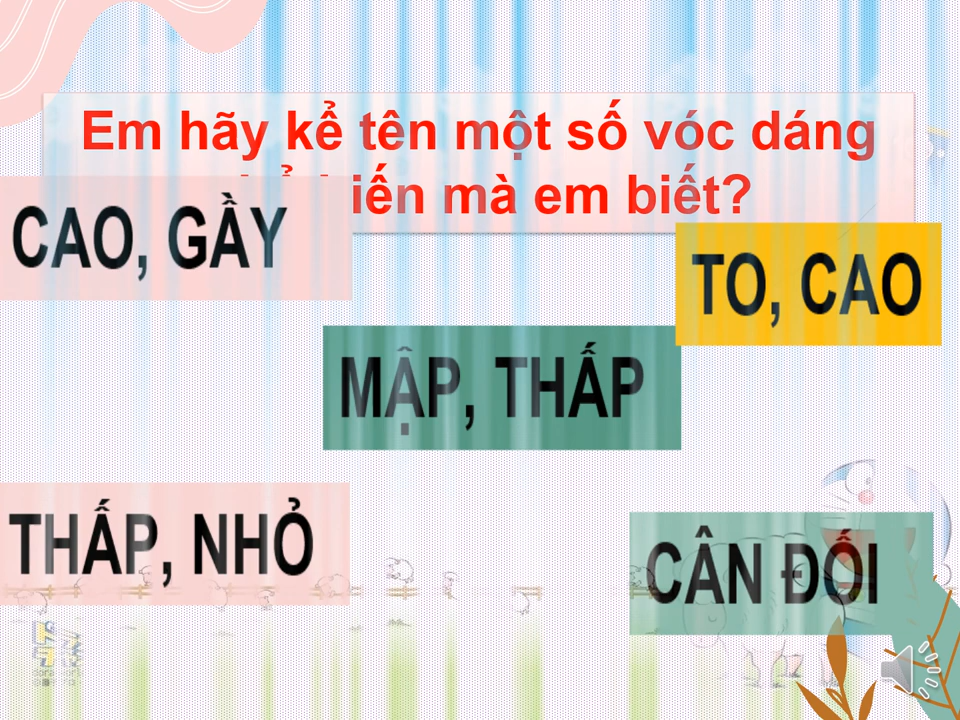 Em hãy kể tên một số vóc dáng
mà em biết?
CAO, GẦY
TO, CAO
MẬP, THẤP
THẤP, NHỎ
CÂN ĐỐI